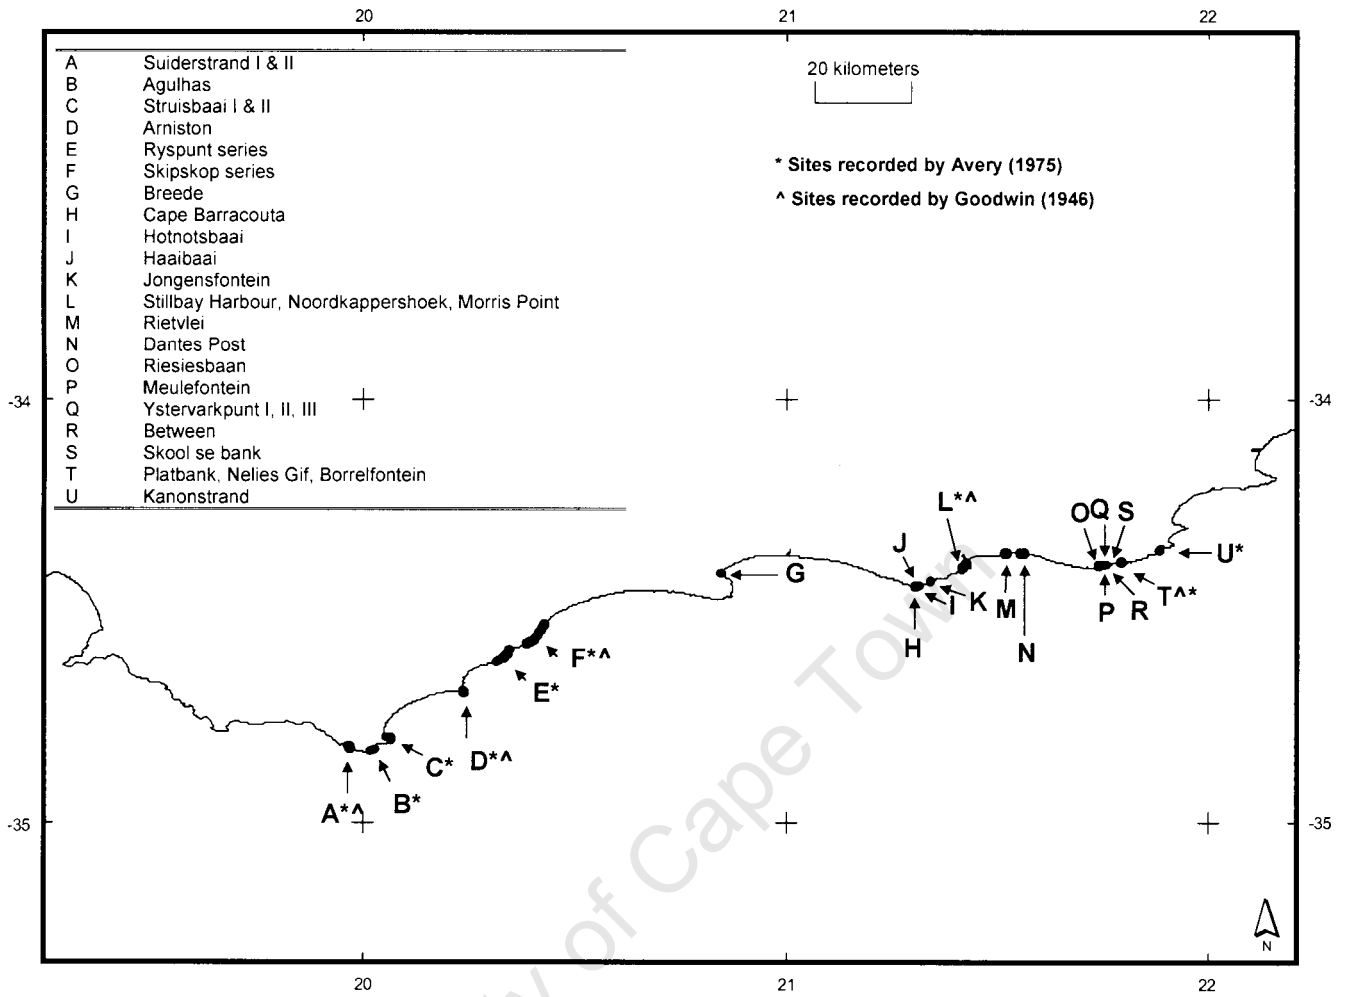 20 21 22
A Suiderstrand I & II
B Agulhas
C Struisbaai I & II
D Arniston
E Ryspunt series
F Skipskop series
G Breede
H Cape Barracouta
I Hotnotsbaai
J Haaibaai
K Jongensfontein
L Stillbay Harbour, Noordkappershoek, Morris Point
M Rietvlei
N Dantes Post
O Riesiesbaan
P Meulefontein
Q Ystervarkpunt I, II, III
R Between
S Skool se bank
T Platbank, Nelies Gif, Borrelfontein
U Kanonstrand
20 kilometers
* Sites recorded by Avery (1975)
^ Sites recorded by Goodwin (1946)
-34 -34
L*^
O Q S
J
U*
G
T^*
K
I
M
P R
H
N
F*^
E*
D*^
C*
B*
A*^
-35 -35
N
20 21 22
y of Cape Town